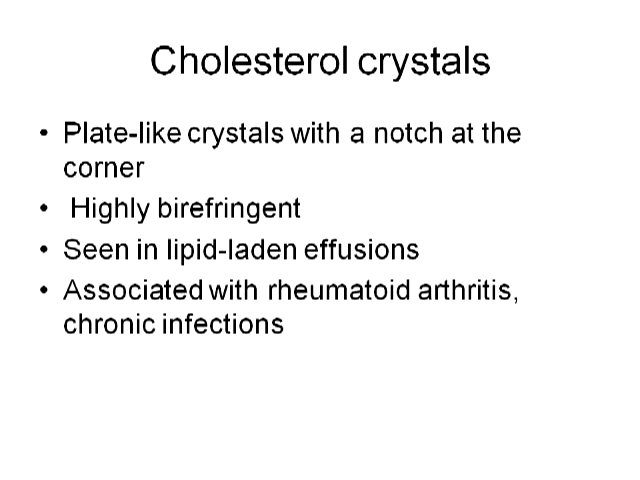 Cholesterol crystals
• Plate-like crystals with a notch at the
corner
• Highly birefringent
• Seen in lipid-laden effusions
• Associated with rheumatoid arthritis,
chronic infections